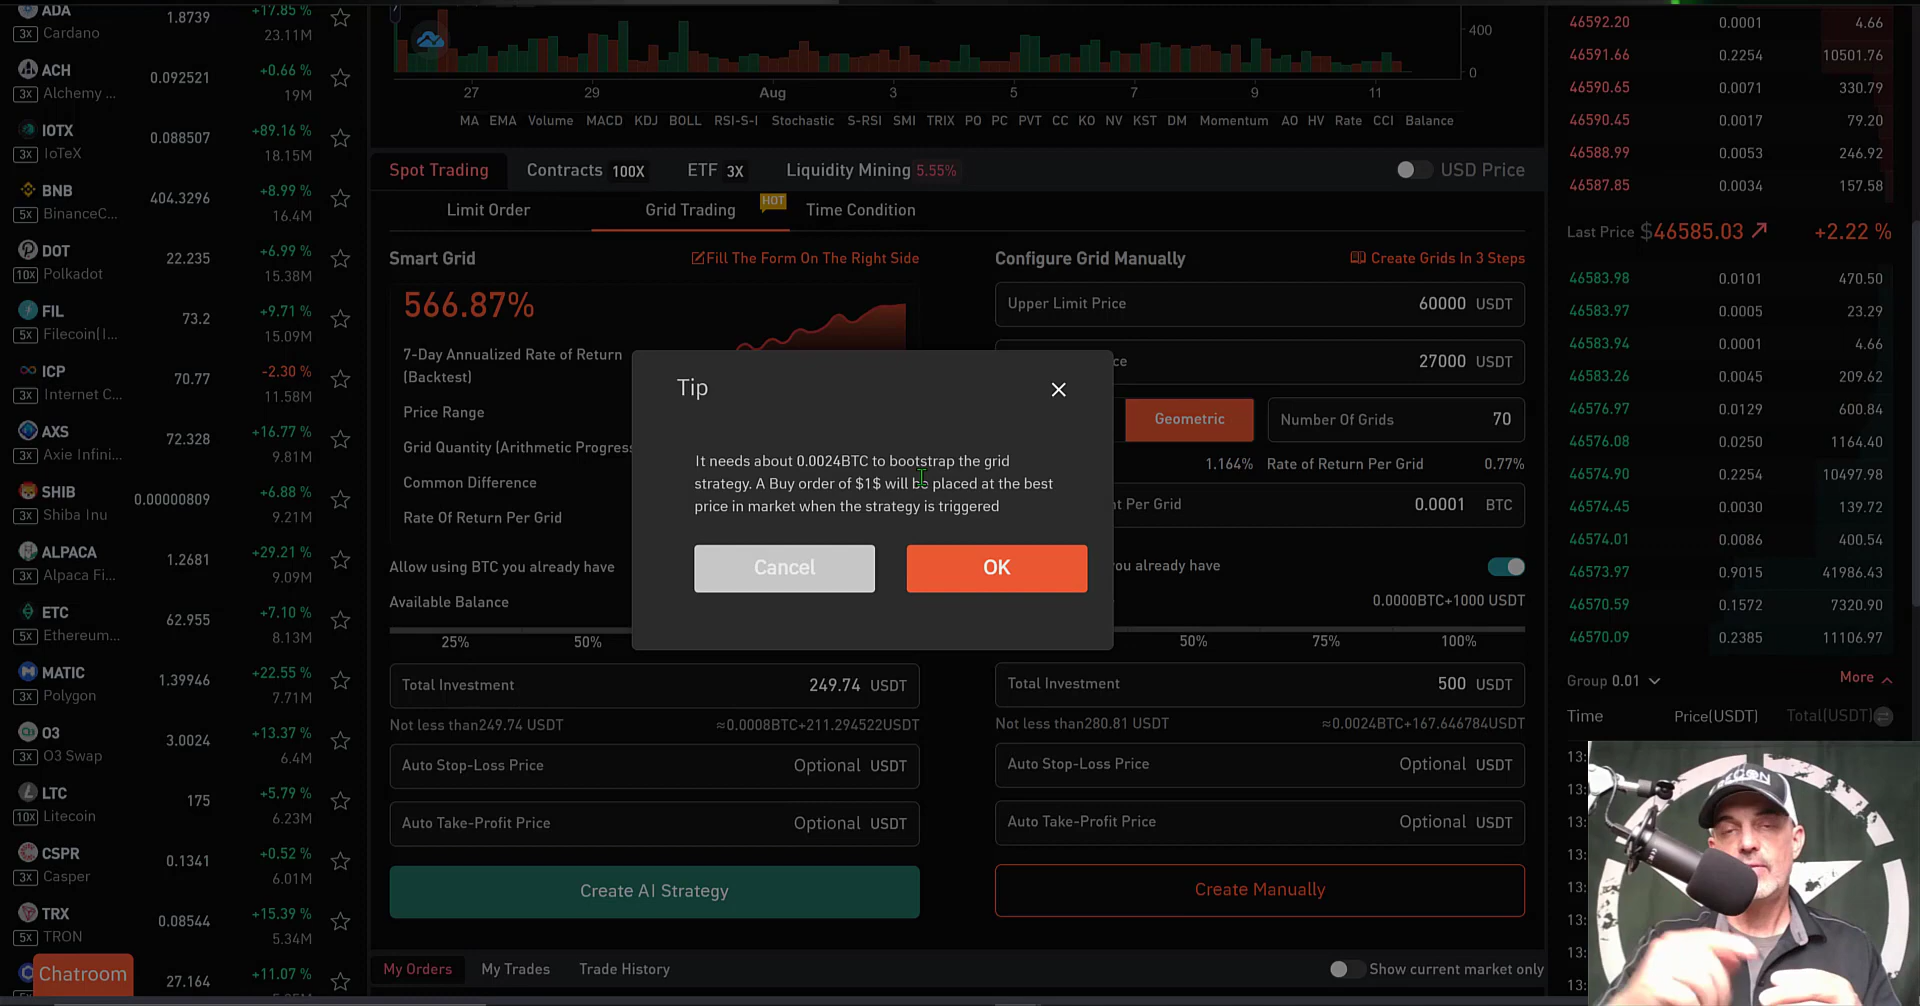 ADA
1.8739
+17.85 %
3X Cardano
23.11M
ACH
0.092521
+0.66 %
3X Alchemy ...
19M
IOTX
0.088507
+89.16 %
3X IoTeX
18.15M
BNB
404.3296
+8.99 %
5X BinanceC...
16.4M
DOT
22.235
+6.99 %
10X Polkadot
15.38M
FIL
73.2
+9.71 %
5X Filecoin(I...
15.09M
ICP
70.77
-2.30 %
3X Internet C...
11.58M
AXS
72.328
+16.77 %
3X Axie Infini...
9.81M
SHIB
0.00000809
+6.88 %
3X Shiba Inu
9.21M
ALPACA
1.2681
+29.21 %
3X Alpaca Fi...
9.09M
ETC
62.955
+7.10 %
5X Ethereum...
8.13M
MATIC
1.39946
+22.55 %
3X Polygon
7.71M
O3
3.0024
+13.37 %
3X O3 Swap
6.4M
LTC
175
+5.79 %
10X Litecoin
6.23M
CSPR
0.1341
+0.52 %
3X Casper
6.01M
TRX
0.08544
+15.39 %
5X TRON
5.34M
27.164
+11.07 %
Chatroom
400
0
27 29 Aug 3 5 7 9 11
MA EMA Volume MACD KDJ BOLL RSI-S-I Stochastic S-RSI SMI TRIX PO PC PVT CC KO NV KST DM Momentum AO HV Rate CCI Balance
Spot Trading Contracts 100X ETF 3X Liquidity Mining 5.55% USD Price
Limit Order Grid Trading HOT Time Condition
Smart Grid Fill The Form On The Right Side
566.87%
7-Day Annualized Rate of Return
(Backtest)
Price Range
Grid Quantity (Arithmetic Progress
Common Difference
Rate Of Return Per Grid
Allow using BTC you already have
Available Balance
25% 50%
Total Investment 249.74 USDT
Not less than249.74 USDT ≈0.0008BTC+211.294522USDT
Auto Stop-Loss Price Optional USDT
Auto Take-Profit Price Optional USDT
Create AI Strategy
Configure Grid Manually Create Grids In 3 Steps
Upper Limit Price 60000 USDT
ce 27000 USDT
Geometric Number Of Grids 70
1.164% Rate of Return Per Grid 0.77%
t Per Grid 0.0001 BTC
ou already have
0.0000BTC+1000 USDT
50% 75% 100%
Total Investment 500 USDT
Not less than280.81 USDT ≈0.0024BTC+167.646784USDT
Auto Stop-Loss Price Optional USDT
Auto Take-Profit Price Optional USDT
Create Manually
Tip
It needs about 0.0024BTC to bootstrap the grid
strategy. A Buy order of $1$ will be placed at the best
price in market when the strategy is triggered
Cancel OK
My Orders My Trades Trade History Show current market only
46592.20 0.0001 4.66
46591.66 0.2254 10501.76
46590.65 0.0071 330.79
46590.45 0.0017 79.20
46588.99 0.0053 246.92
46587.85 0.0034 157.58
Last Price $46585.03 +2.22 %
46583.98 0.0101 470.50
46583.97 0.0005 23.29
46583.94 0.0001 4.66
46583.26 0.0045 209.62
46576.97 0.0129 600.84
46576.08 0.0250 1164.40
46574.90 0.2254 10497.98
46574.45 0.0030 139.72
46574.01 0.0086 400.54
46573.97 0.9015 41986.43
46570.59 0.1572 7320.90
46570.09 0.2385 11106.97
Group 0.01 More
Time Price(USDT) Total(USDT)
13:
13:
13:
13:
13:
13:
13:
13: